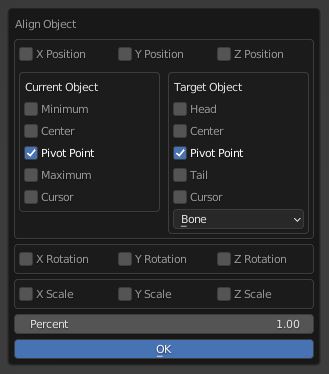 Align Object
X Position Y Position Z Position
Current Object
Minimum
Center
Pivot Point
Maximum
Cursor
Target Object
Head
Center
Pivot Point
Tail
Cursor
Bone
X Rotation Y Rotation Z Rotation
X Scale Y Scale Z Scale
Percent 1.00
OK